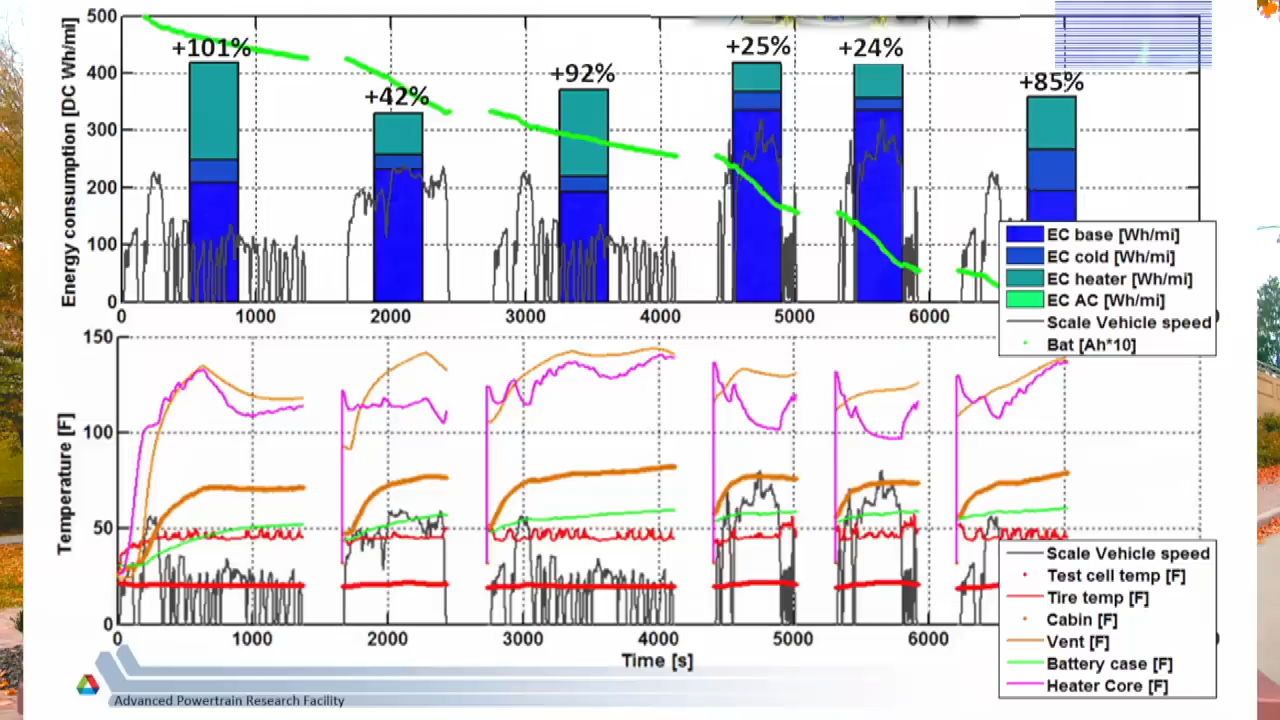 Energy consumption [DC Wh/mi]
500
400
300
200
100
0
+101%
+42%
+92%
+25%
+24%
+85%
0
1000
2000
3000
4000
5000
6000
0
EC base [Wh/mi]
EC cold [Wh/mi]
EC heater [Wh/mi]
EC AC [Wh/mi]
Scale Vehicle speed
Bat [Ah*10]
Temperature [F]
150
100
50
0
0
1000
2000
3000
4000
5000
6000
0
Time [s]
Scale Vehicle speed
Test cell temp [F]
Tire temp [F]
Cabin [F]
Vent [F]
Battery case [F]
Heater Core [F]
Advanced Powertrain Research Facility